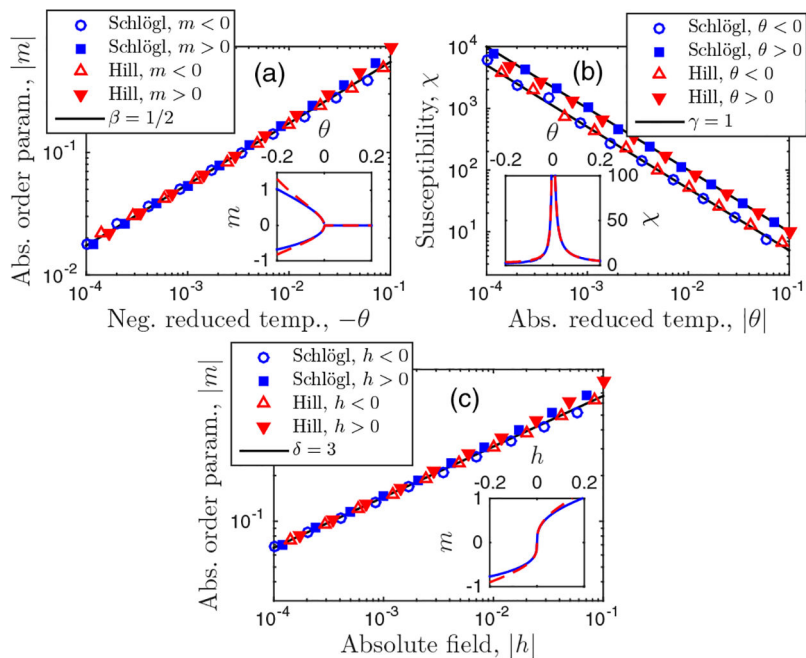 Schlögl, m < 0
Schlögl, m > 0
Hill, m < 0
Hill, m > 0
β = 1/2
(a)
Abs. order param., |m|
10⁻¹
10⁻²
10⁻⁴ 10⁻³ 10⁻² 10⁻¹
Neg. reduced temp., −θ
θ
-0.2 0 0.2
m
1
0
-1
Schlögl, θ < 0
Schlögl, θ > 0
Hill, θ < 0
Hill, θ > 0
γ = 1
(b)
Susceptibility, χ
10⁴
10³
10²
10¹
10⁻⁴ 10⁻³ 10⁻² 10⁻¹
Abs. reduced temp., |θ|
θ
-0.2 0 0.2
100
50
0
χ
Schlögl, h < 0
Schlögl, h > 0
Hill, h < 0
Hill, h > 0
δ = 3
(c)
Abs. order param., |m|
10⁻¹
10⁻⁴ 10⁻³ 10⁻² 10⁻¹
Absolute field, |h|
h
-0.2 0 0.2
m
1
0
-1